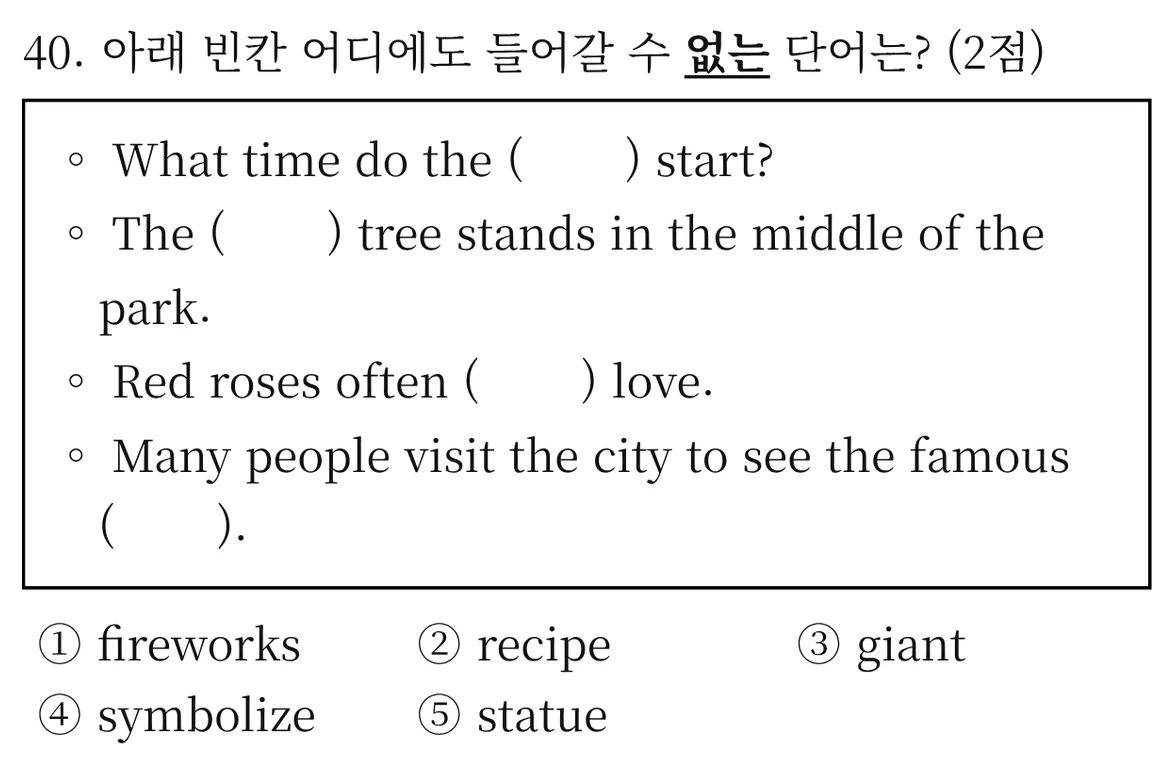 40. 아래 빈칸 어디에도 들어갈 수 없는 단어는? (2점)
◦ What time do the (　　) start?
◦ The (　　) tree stands in the middle of the
park.
◦ Red roses often (　　) love.
◦ Many people visit the city to see the famous
(　　).
① fireworks ② recipe ③ giant
④ symbolize ⑤ statue